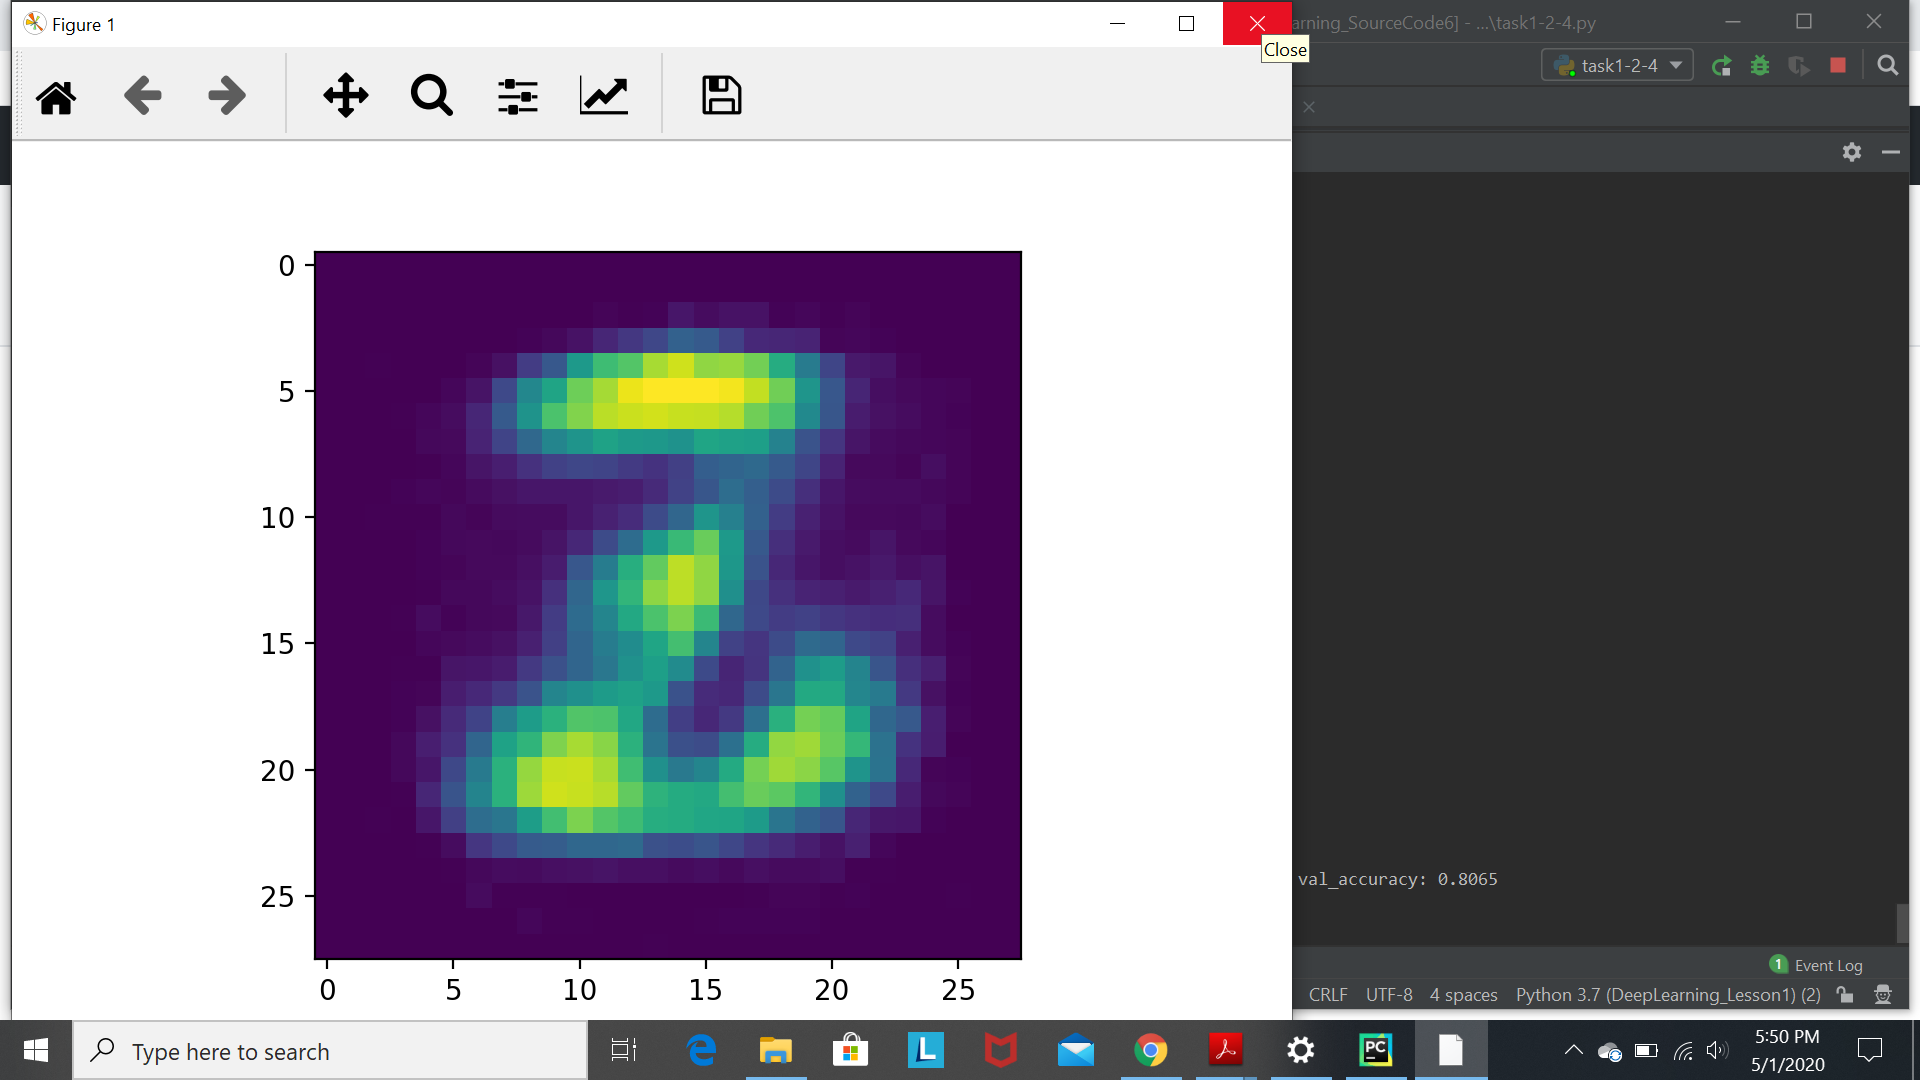 Figure 1
arning_SourceCode6] - ...\task1-2-4.py
Close
task1-2-4
0
5
10
15
20
25
0 5 10 15 20 25
val_accuracy: 0.8065
1 Event Log
CRLF UTF-8 4 spaces Python 3.7 (DeepLearning_Lesson1) (2)
Type here to search
L
PC
5:50 PM
5/1/2020